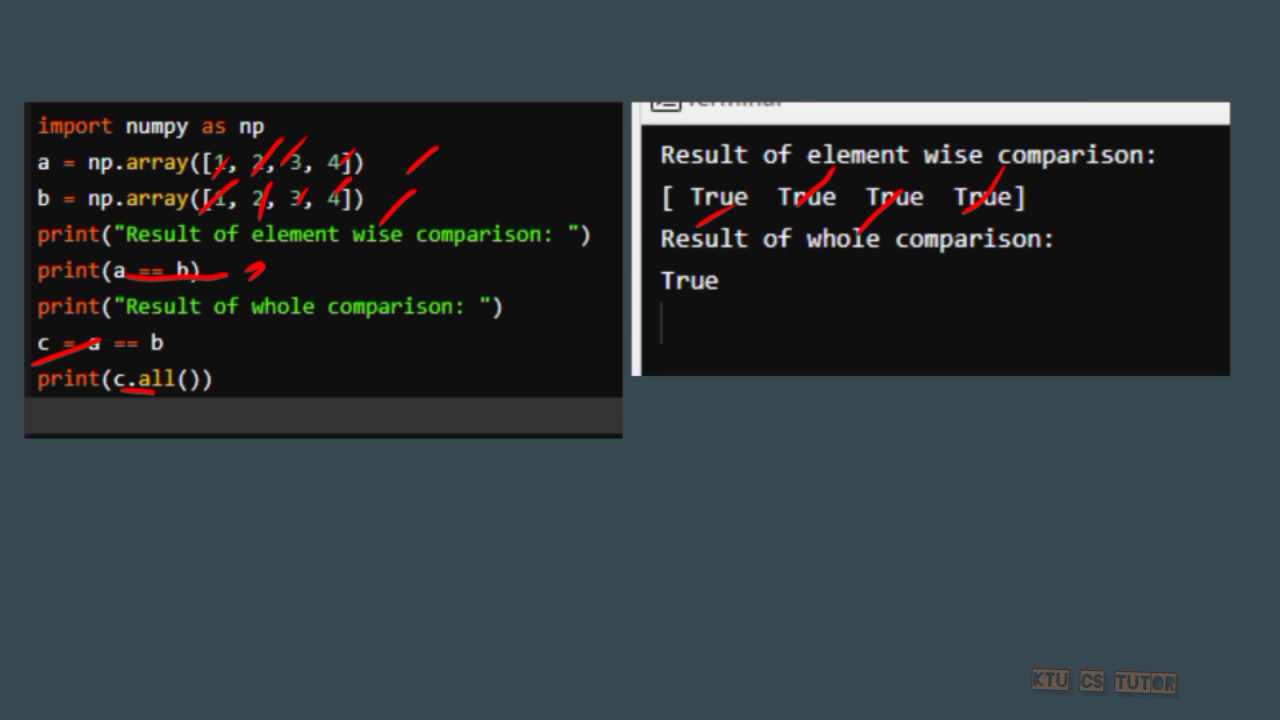 import numpy as np
a = np.array([1, 2, 3, 4])
b = np.array([1, 2, 3, 4])
print("Result of element wise comparison: ")
print(a == b)
print("Result of whole comparison: ")
c = a == b
print(c.all())
Terminal
Result of element wise comparison:
[ True  True  True  True]
Result of whole comparison:
True
KTU CS TUTOR